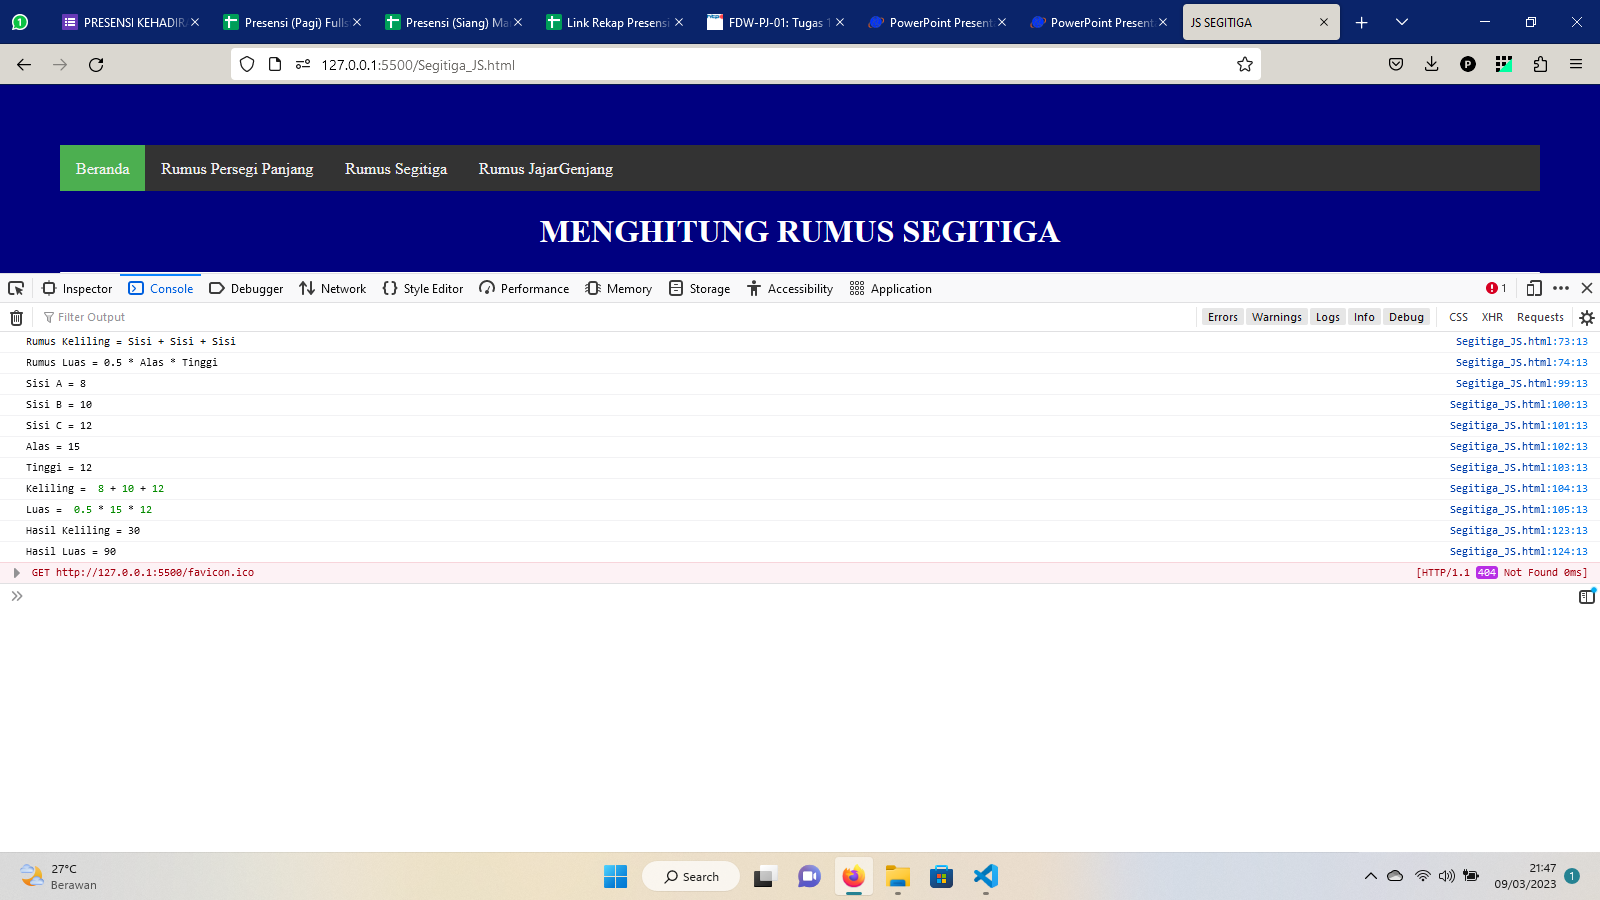 1
PRESENSI KEHADIRA
Presensi (Pagi) Fulls
Presensi (Siang) Ma
Link Rekap Presensi
FDW-PJ-01: Tugas 1
PowerPoint Present
PowerPoint Present
JS SEGITIGA
127.0.0.1:5500/Segitiga_JS.html
P
Beranda
Rumus Persegi Panjang
Rumus Segitiga
Rumus JajarGenjang
MENGHITUNG RUMUS SEGITIGA
Inspector
Console
Debugger
Network
Style Editor
Performance
Memory
Storage
Accessibility
Application
1
Filter Output
Errors
Warnings
Logs
Info
Debug
CSS
XHR
Requests
Rumus Keliling = Sisi + Sisi + Sisi
Segitiga_JS.html:73:13
Rumus Luas = 0.5 * Alas * Tinggi
Segitiga_JS.html:74:13
Sisi A = 8
Segitiga_JS.html:99:13
Sisi B = 10
Segitiga_JS.html:100:13
Sisi C = 12
Segitiga_JS.html:101:13
Alas = 15
Segitiga_JS.html:102:13
Tinggi = 12
Segitiga_JS.html:103:13
Keliling =  8 + 10 + 12
Segitiga_JS.html:104:13
Luas =  0.5 * 15 * 12
Segitiga_JS.html:105:13
Hasil Keliling = 30
Segitiga_JS.html:123:13
Hasil Luas = 90
Segitiga_JS.html:124:13
GET http://127.0.0.1:5500/favicon.ico
[HTTP/1.1 404 Not Found 0ms]
27°C
Berawan
Search
21:47
09/03/2023
1